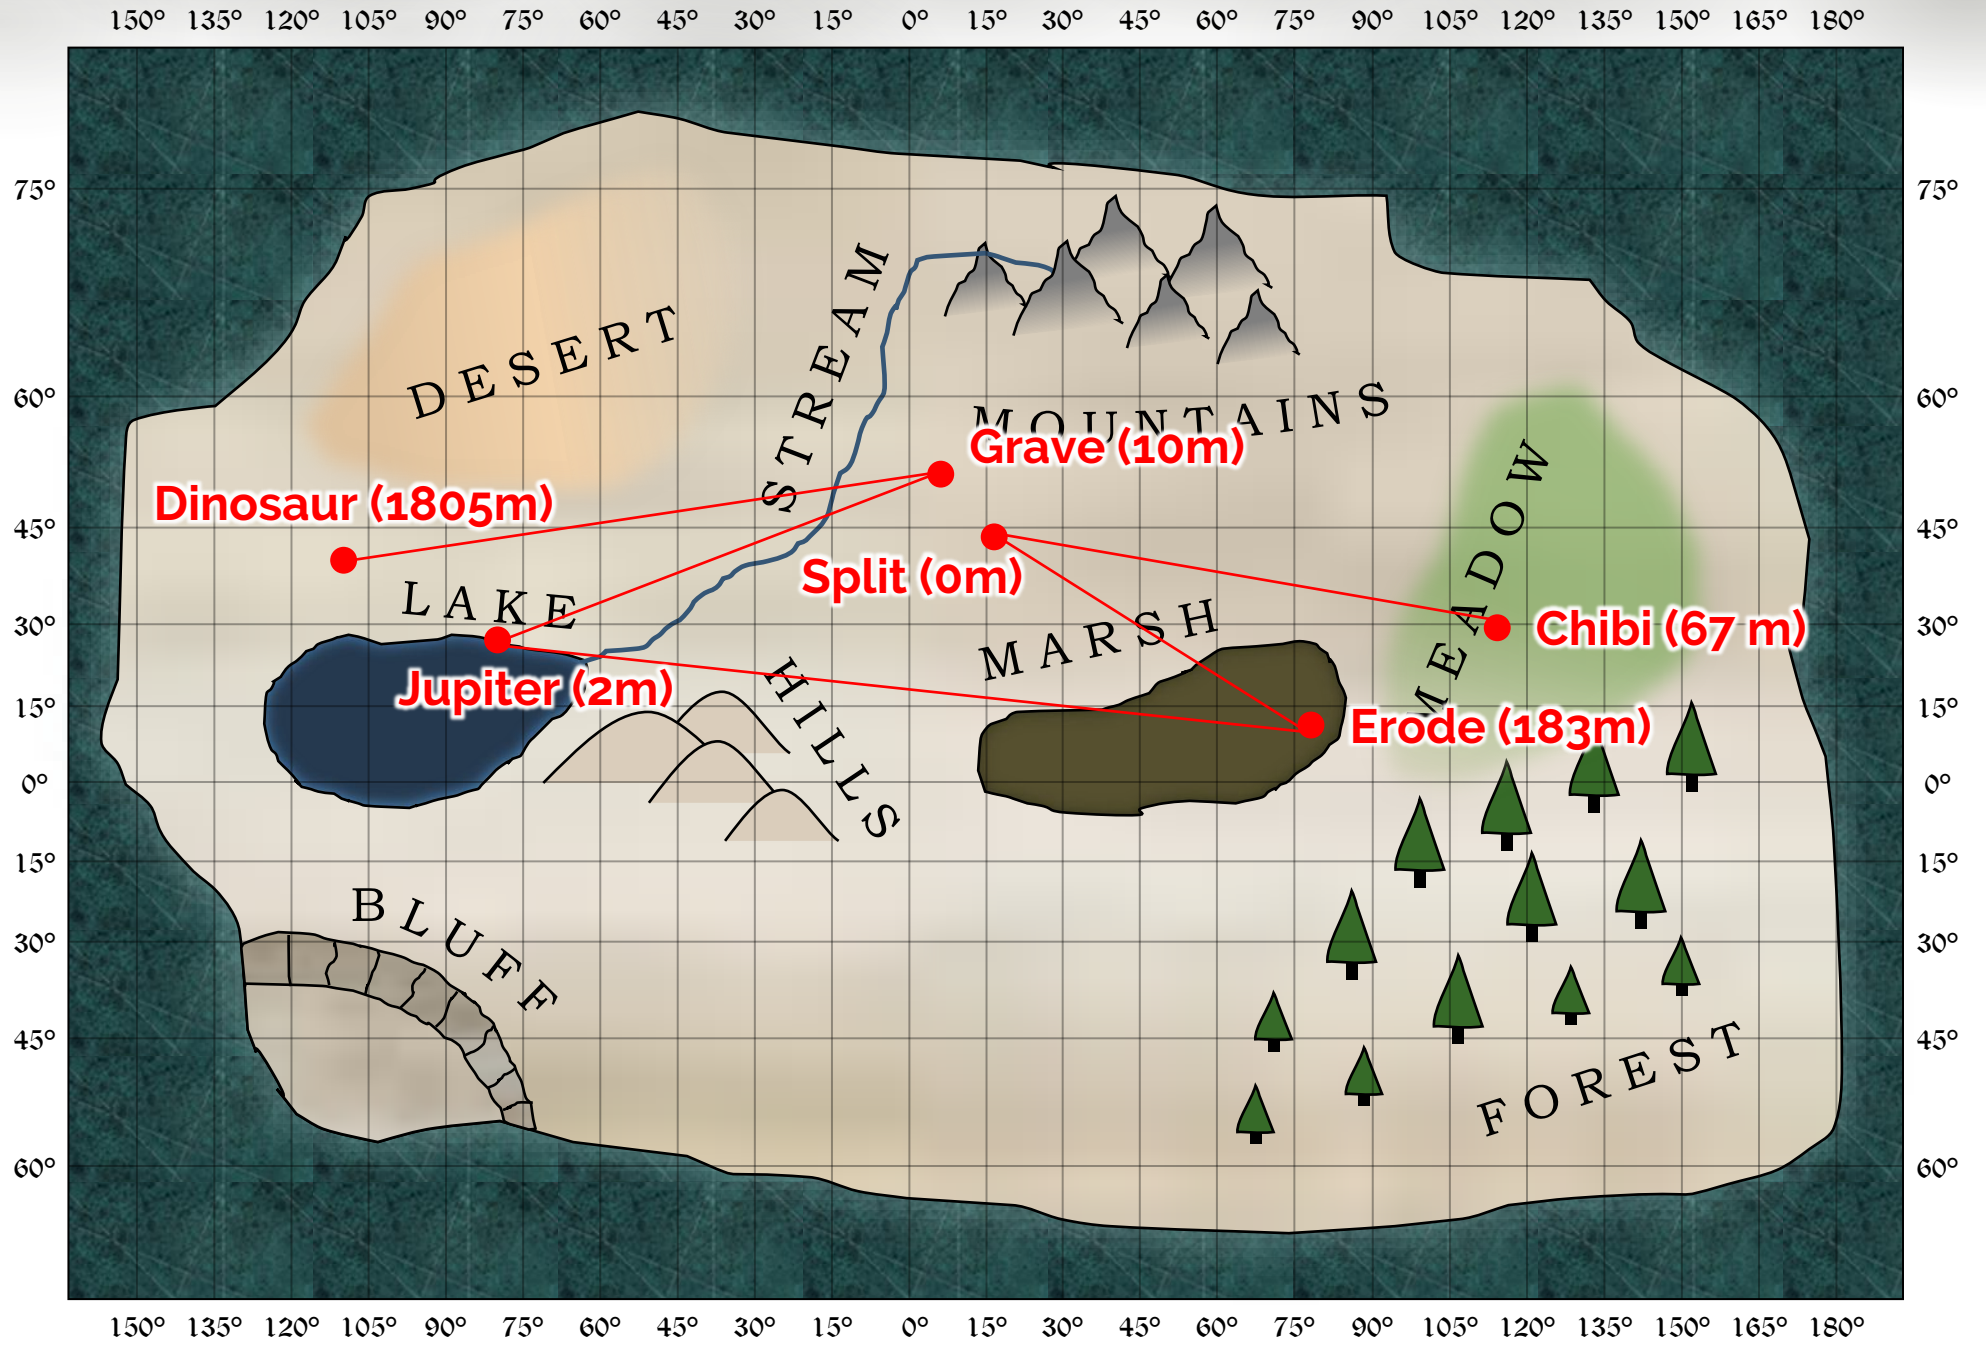 150° 135° 120° 105° 90° 75° 60° 45° 30° 15° 0° 15° 30° 45° 60° 75° 90° 105° 120° 135° 150° 165° 180°
75° 75°
DESERT
STREAM
60° 60°
MOUNTAINS
Grave (10m)
MEADOW
Dinosaur (1805m)
45° 45°
Split (0m)
LAKE
30° 30°
MARSH
Chibi (67 m)
Jupiter (2m)
HILLS
15° 15°
Erode (183m)
0° 0°
15° 15°
BLUFF
30° 30°
45° 45°
FOREST
60° 60°
150° 135° 120° 105° 90° 75° 60° 45° 30° 15° 0° 15° 30° 45° 60° 75° 90° 105° 120° 135° 150° 165° 180°